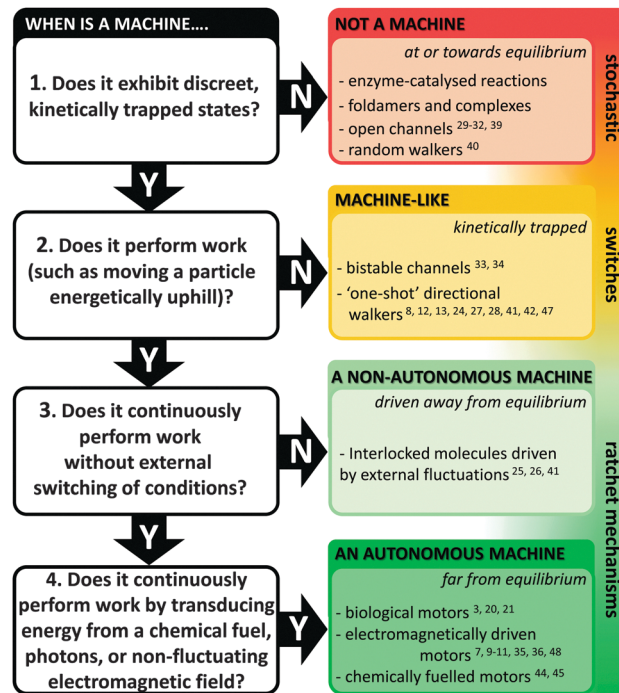 WHEN IS A MACHINE....
1. Does it exhibit discreet,
kinetically trapped states?
N
NOT A MACHINE
at or towards equilibrium
- enzyme-catalysed reactions
- foldamers and complexes
- open channels 29-32, 39
- random walkers 40
stochastic
Y
2. Does it perform work
(such as moving a particle
energetically uphill)?
N
MACHINE-LIKE
kinetically trapped
- bistable channels 33, 34
- ‘one-shot’ directional
walkers 8, 12, 13, 24, 27, 28, 41, 42, 47
switches
Y
3. Does it continuously
perform work
without external
switching of conditions?
N
A NON-AUTONOMOUS MACHINE
driven away from equilibrium
- Interlocked molecules driven
by external fluctuations 25, 26, 41
ratchet mechanisms
Y
4. Does it continuously
perform work by transducing
energy from a chemical fuel,
photons, or non-fluctuating
electromagnetic field?
Y
AN AUTONOMOUS MACHINE
far from equilibrium
- biological motors 3, 20, 21
- electromagnetically driven
motors 7, 9-11, 35, 36, 48
- chemically fuelled motors 44, 45